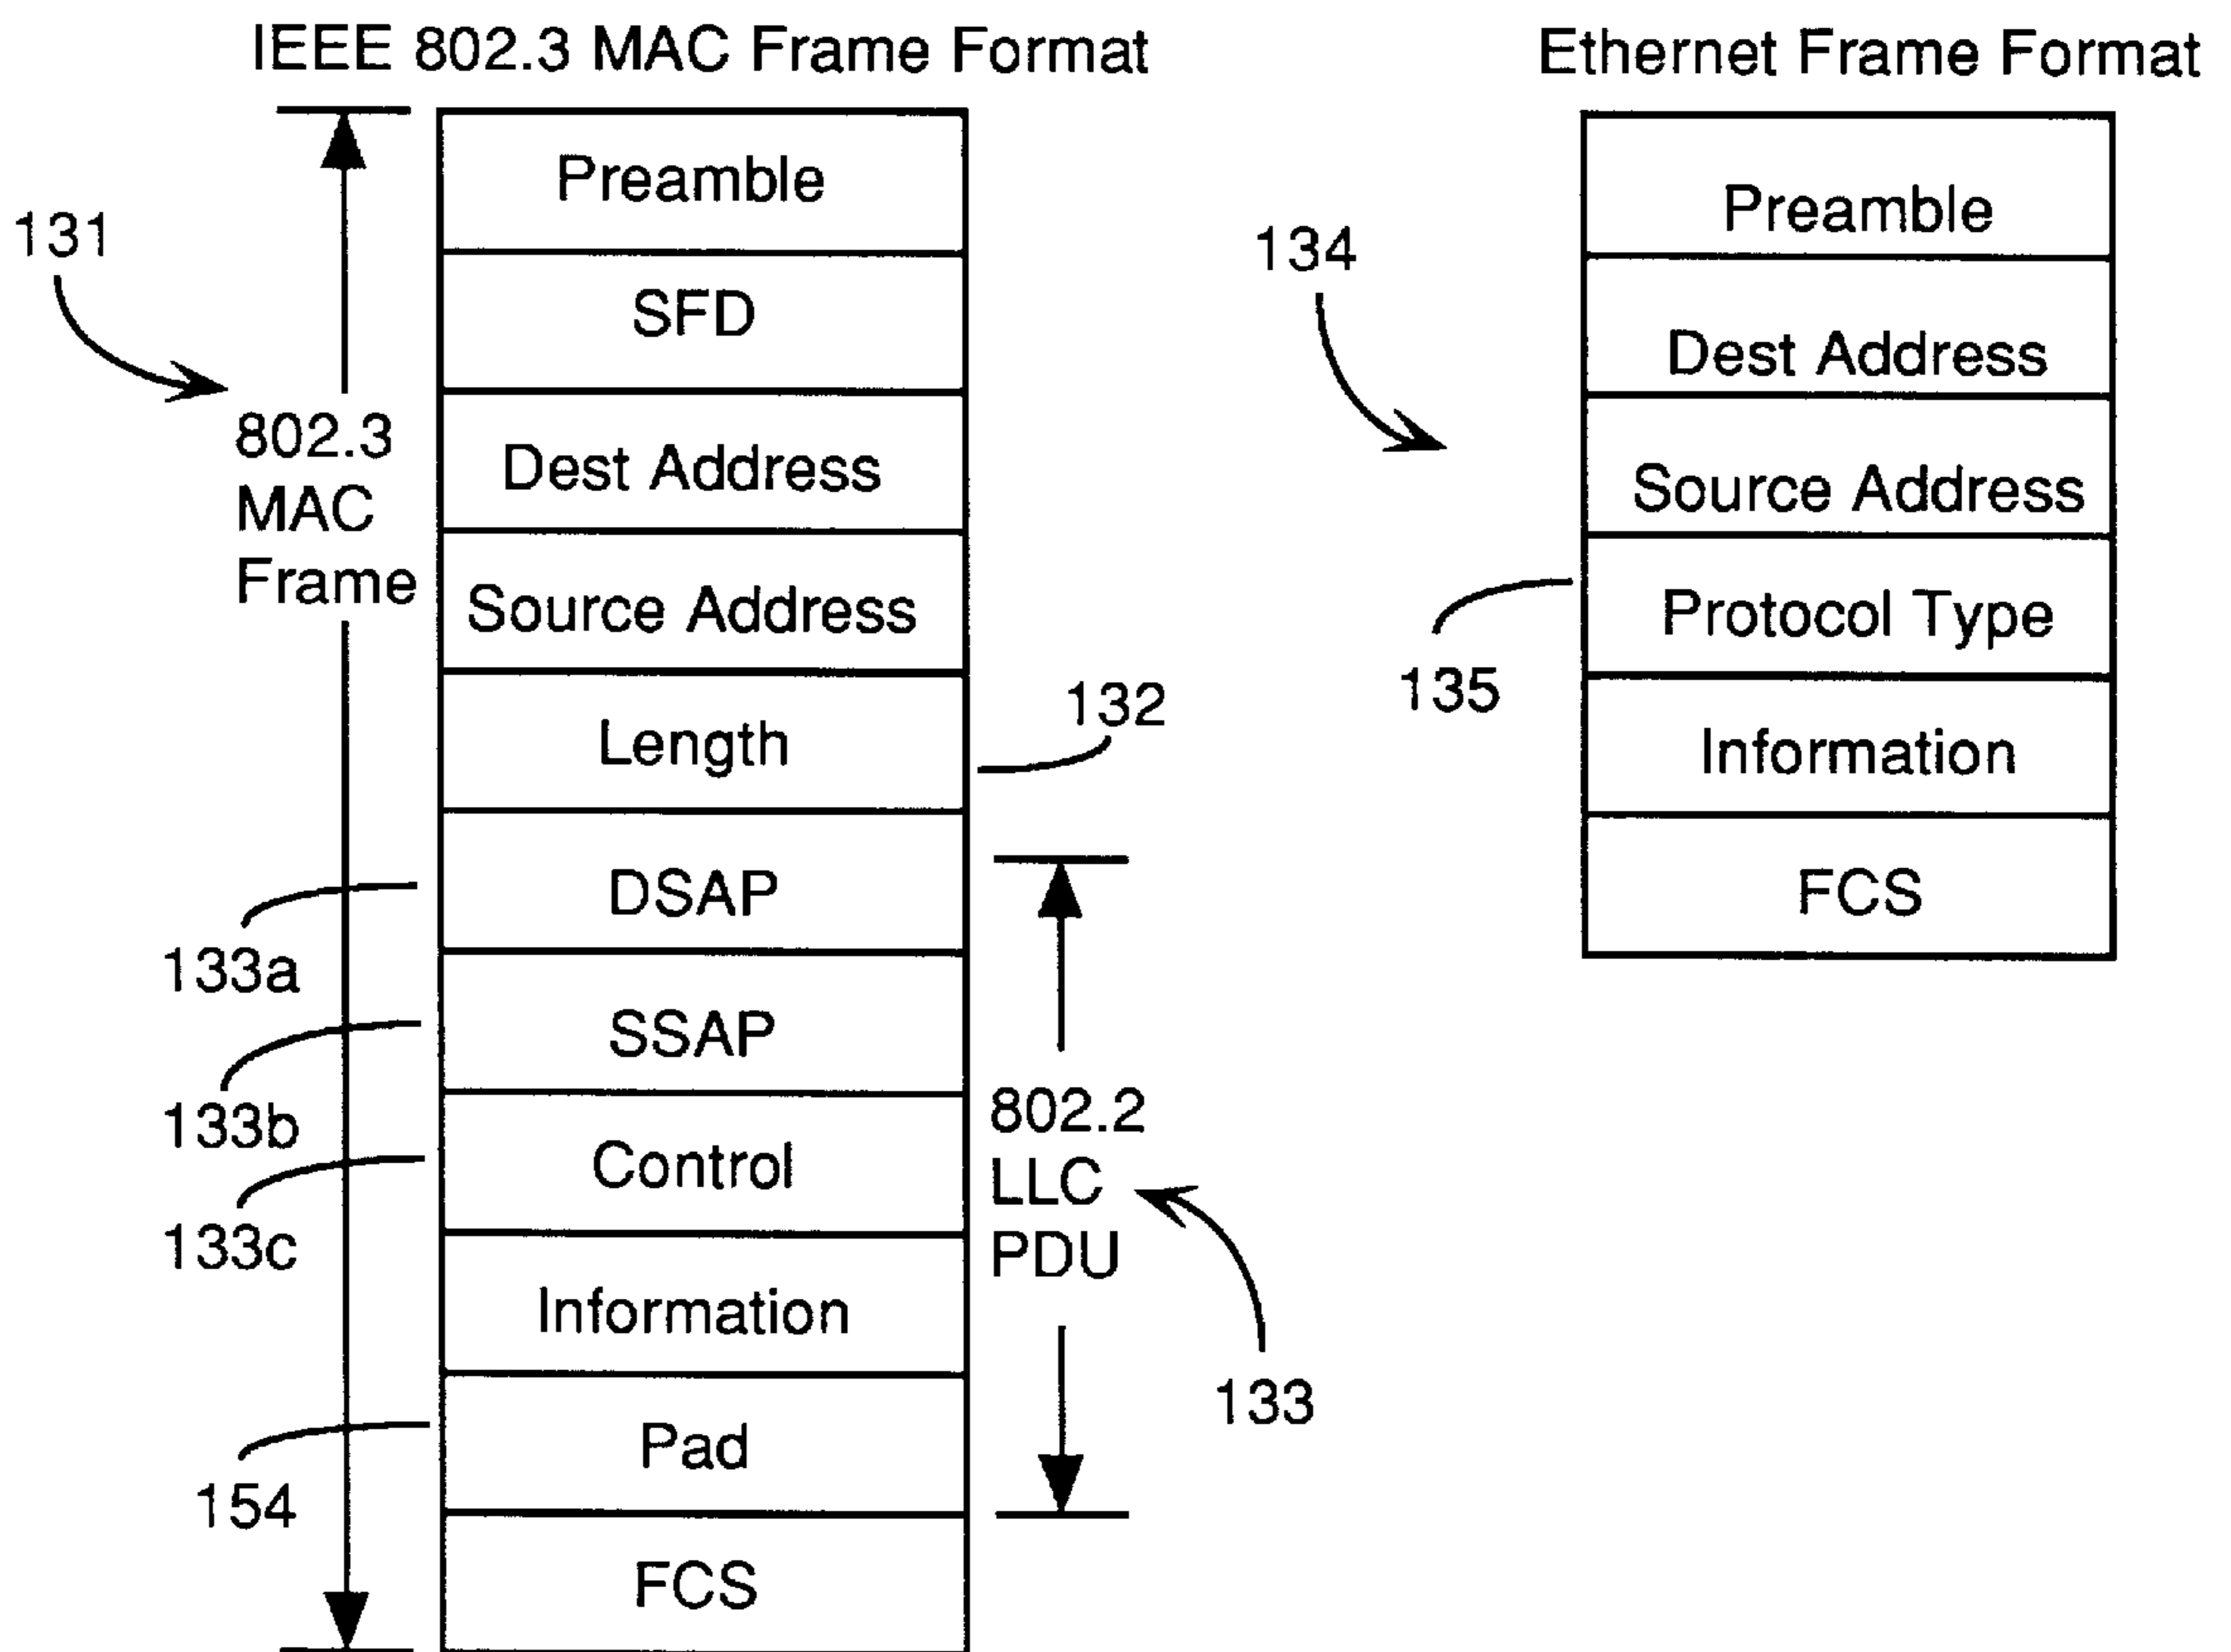 IEEE 802.3 MAC Frame Format
Preamble
SFD
Dest Address
Source Address
Length
DSAP
SSAP
Control
Information
Pad
FCS
131
802.3
MAC
Frame
132
133a
133b
133c
154
802.2
LLC
PDU
133
Ethernet Frame Format
Preamble
Dest Address
Source Address
Protocol Type
Information
FCS
134
135